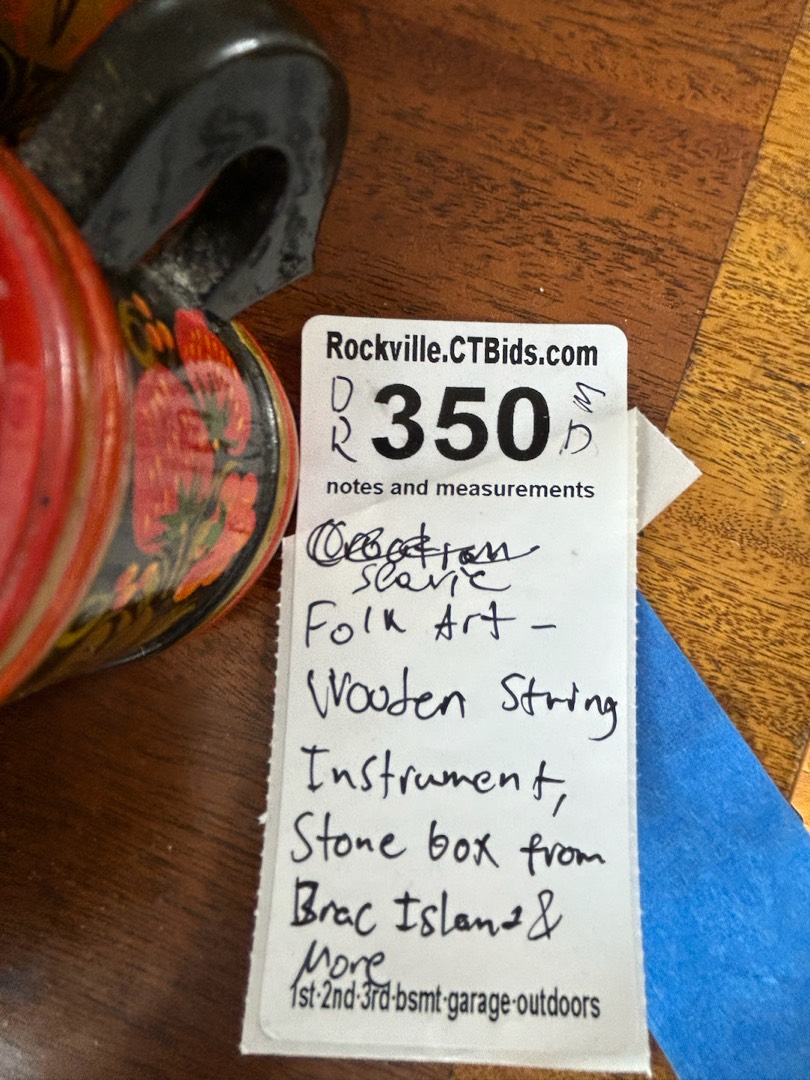 Rockville.CTBids.com
D 350 M
R D
notes and measurements
Slavic
Folk Art -
Wooden String
Instrument,
Stone box from
Brac Island &
More
1st·2nd·3rd·bsmt·garage·outdoors